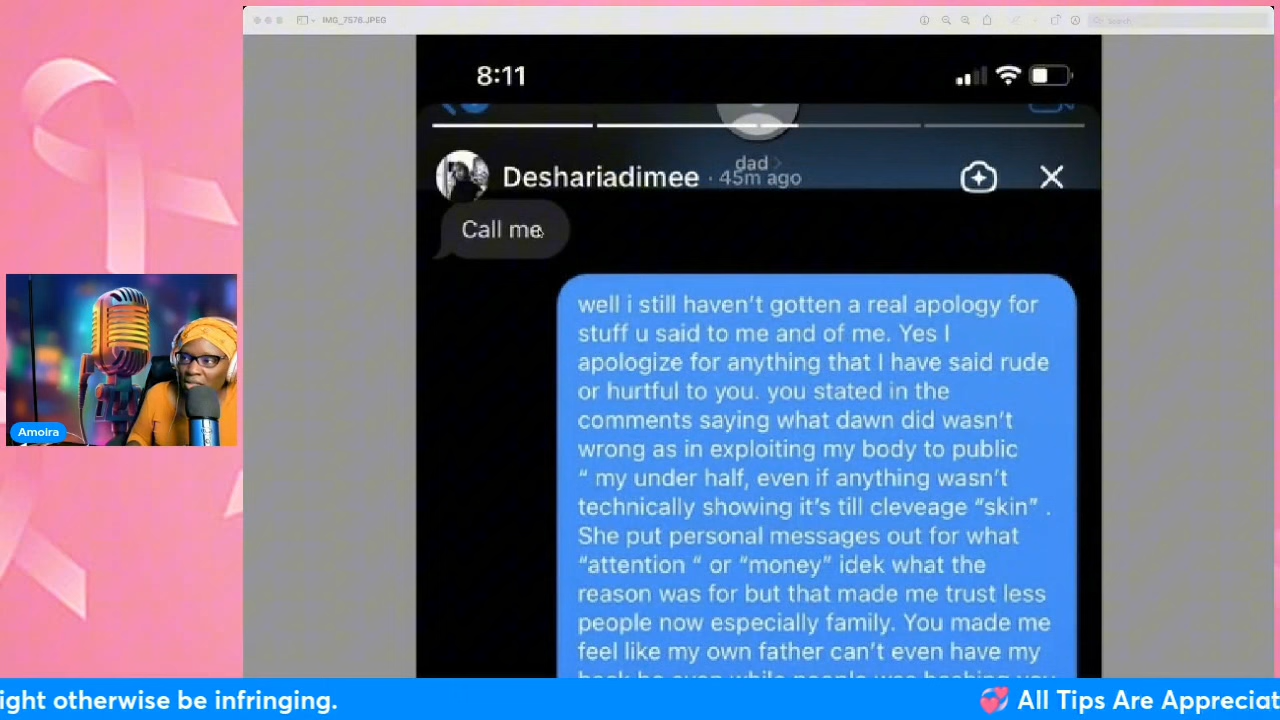 IMG_7576.JPEG
Search
8:11
dad >
Deshariadimee · 45m ago
Call me
well i still haven't gotten a real apology for
stuff u said to me and of me. Yes I
apologize for anything that I have said rude
or hurtful to you. you stated in the
comments saying what dawn did wasn't
wrong as in exploiting my body to public
“ my under half, even if anything wasn't
technically showing it's till cleveage “skin” .
She put personal messages out for what
“attention “ or “money” idek what the
reason was for but that made me trust less
people now especially family. You made me
feel like my own father can't even have my
Amoira
ight otherwise be infringing.
💞 All Tips Are Appreciat